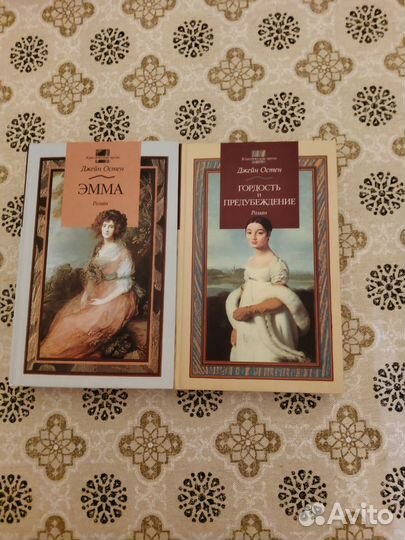 Джейн Остен
ЭММА
Роман
Джейн Остен
ГОРДОСТЬ
И
ПРЕДУБЕЖДЕНИЕ
Роман
Avito